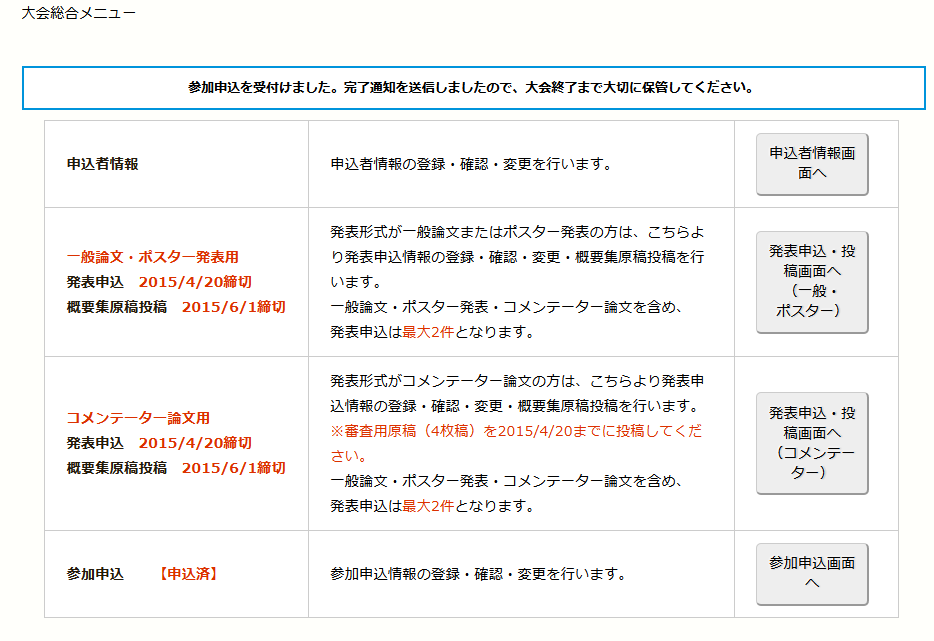 大会総合メニュー
参加申込を受付けました。完了通知を送信しましたので、大会終了まで大切に保管してください。
申込者情報
申込者情報の登録・確認・変更を行います。
申込者情報画
面へ
一般論文・ポスター発表用
発表申込　2015/4/20締切
概要集原稿投稿　2015/6/1締切
発表形式が一般論文またはポスター発表の方は、こちらよ
り発表申込情報の登録・確認・変更・概要集原稿投稿を行
います。
一般論文・ポスター発表・コメンテーター論文を含め、
発表申込は最大2件となります。
発表申込・投
稿画面へ
（一般・
ポスター）
コメンテーター論文用
発表申込　2015/4/20締切
概要集原稿投稿　2015/6/1締切
発表形式がコメンテーター論文の方は、こちらより発表申
込情報の登録・確認・変更・概要集原稿投稿を行います。
※審査用原稿（4枚稿）を2015/4/20までに投稿してくだ
さい。
一般論文・ポスター発表・コメンテーター論文を含め、
発表申込は最大2件となります。
発表申込・投
稿画面へ
（コメンテー
ター）
参加申込　　【申込済】
参加申込情報の登録・確認・変更を行います。
参加申込画面
へ